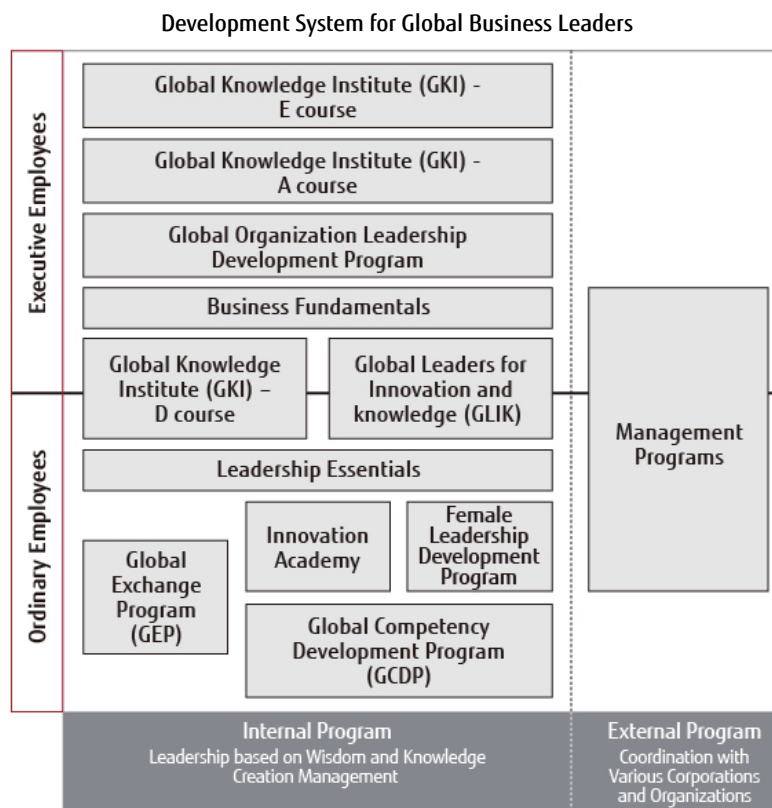 Development System for Global Business Leaders
Executive Employees
Global Knowledge Institute (GKI) -
E course
Global Knowledge Institute (GKI) -
A course
Global Organization Leadership
Development Program
Business Fundamentals
Global Knowledge
Institute (GKI) –
D course
Global Leaders for
Innovation and
knowledge (GLIK)
Management
Programs
Ordinary Employees
Leadership Essentials
Global
Exchange
Program
(GEP)
Innovation
Academy
Female
Leadership
Development
Program
Global Competency
Development Program
(GCDP)
Internal Program
Leadership based on Wisdom and Knowledge
Creation Management
External Program
Coordination with
Various Corporations
and Organizations